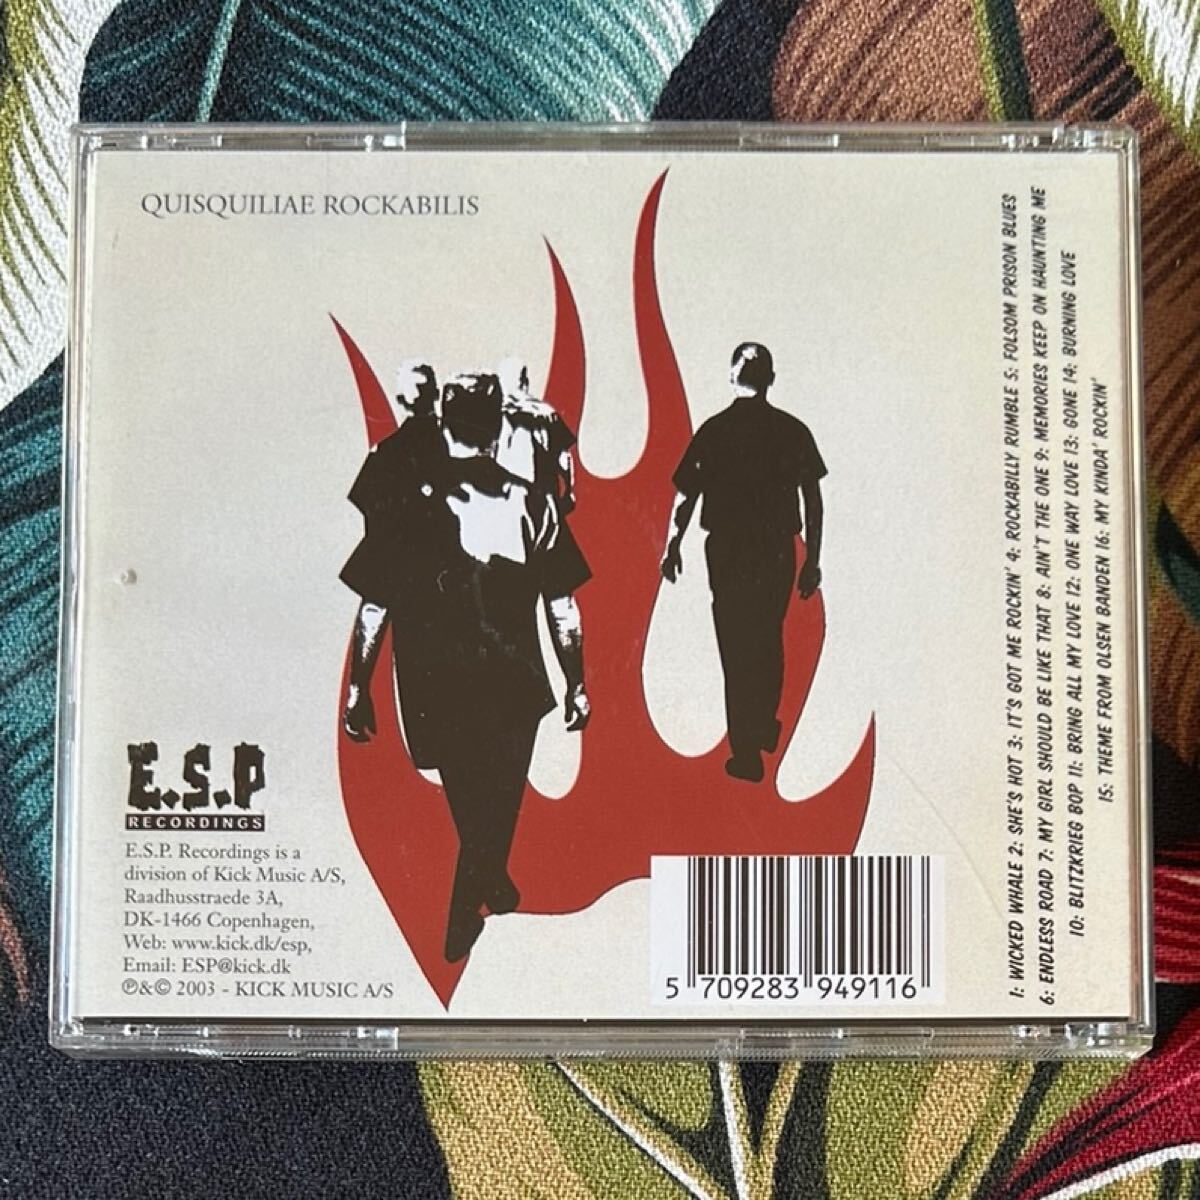 QUISQUILIAE ROCKABILIS
1: WICKED WHALE 2: SHE'S HOT 3: IT'S GOT ME ROCKIN' 4: ROCKABILLY RUMBLE 5: FOLSOM PRISON BLUES
6: ENDLESS ROAD 7: MY GIRL SHOULD BE LIKE THAT 8: AIN'T THE ONE 9: MEMORIES KEEP ON HAUNTING ME
10: BLITZKRIEG BOP 11: BRING ALL MY LOVE 12: ONE WAY LOVE 13: GONE 14: BURNING LOVE
15: THEME FROM OLSEN BANDEN 16: MY KINDA' ROCKIN'
E.S.P
RECORDINGS
E.S.P. Recordings is a
division of Kick Music A/S,
Raadhusstraede 3A,
DK-1466 Copenhagen,
Web: www.kick.dk/esp,
Email: ESP@kick.dk
℗&© 2003 - KICK MUSIC A/S
5 709283 949116